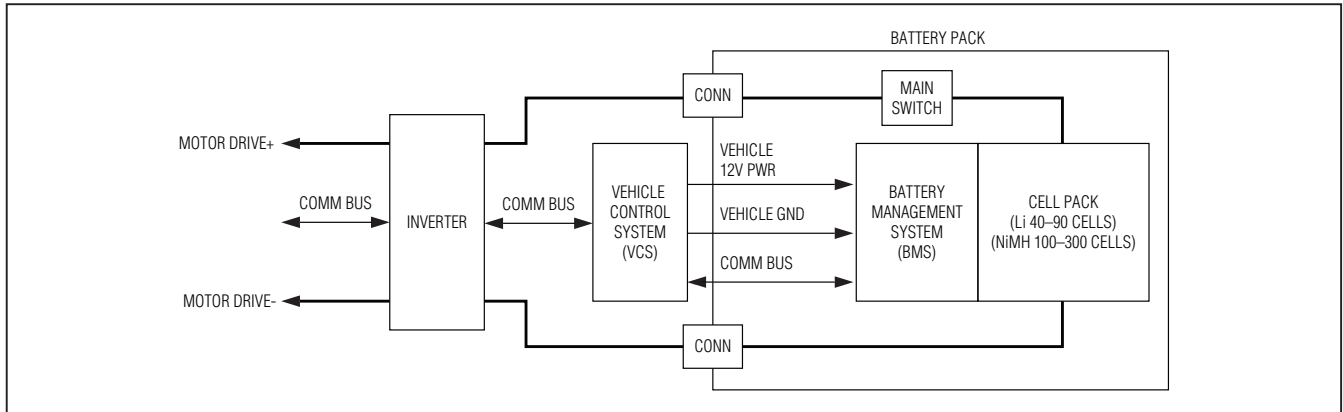 BATTERY PACK
CONN
MAIN
SWITCH
MOTOR DRIVE+
COMM BUS
INVERTER
COMM BUS
VEHICLE
CONTROL
SYSTEM
(VCS)
VEHICLE
12V PWR
VEHICLE GND
COMM BUS
BATTERY
MANAGEMENT
SYSTEM
(BMS)
CELL PACK
(Li 40–90 CELLS)
(NiMH 100–300 CELLS)
MOTOR DRIVE-
CONN